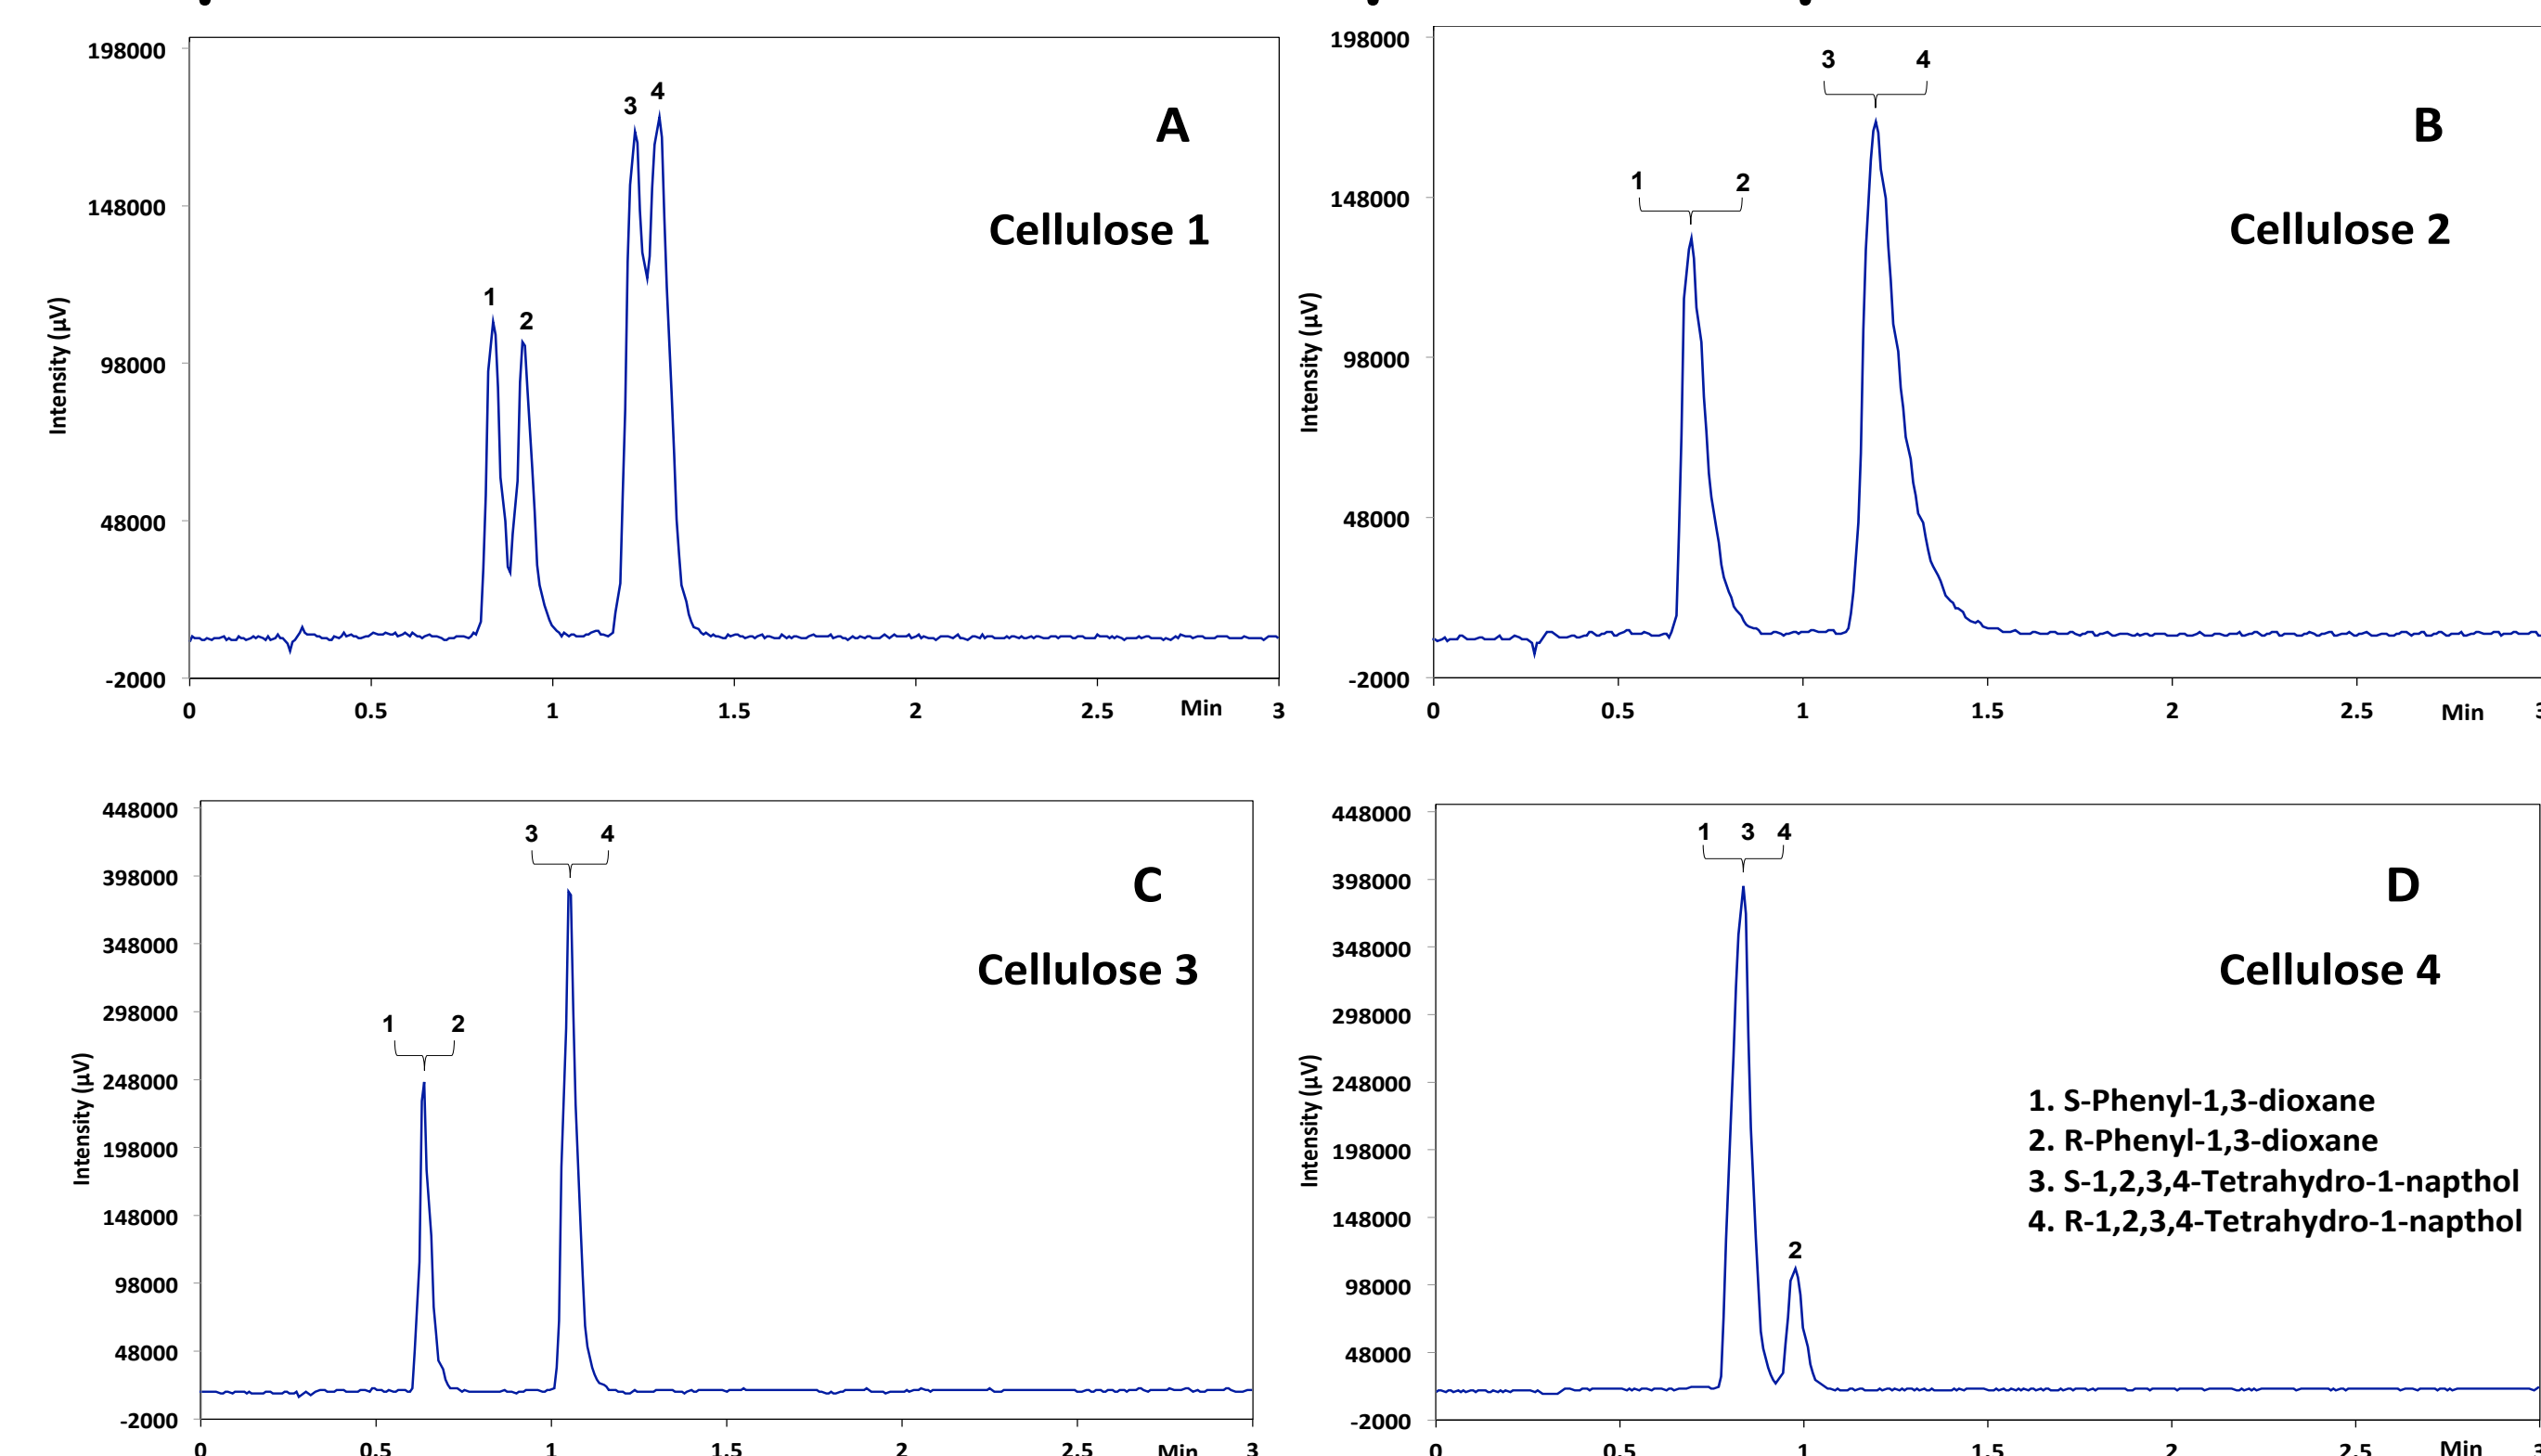 198000
148000
98000
48000
-2000
Intensity (µV)
0 0.5 1 1.5 2 2.5 Min 3
1 2 3 4
A
Cellulose 1
198000
148000
98000
48000
-2000
Intensity (µV)
0 0.5 1 1.5 2 2.5 Min
1 2
3 4
B
Cellulose 2
448000
398000
348000
298000
248000
198000
148000
98000
48000
-2000
Intensity (µV)
0 0.5 1 1.5 2 2.5 Min 3
1 2
3 4
C
Cellulose 3
448000
398000
348000
298000
248000
198000
148000
98000
48000
-2000
Intensity (µV)
0 0.5 1 1.5 2 2.5 Min
1 3 4
2
D
Cellulose 4
1. S-Phenyl-1,3-dioxane
2. R-Phenyl-1,3-dioxane
3. S-1,2,3,4-Tetrahydro-1-napthol
4. R-1,2,3,4-Tetrahydro-1-napthol